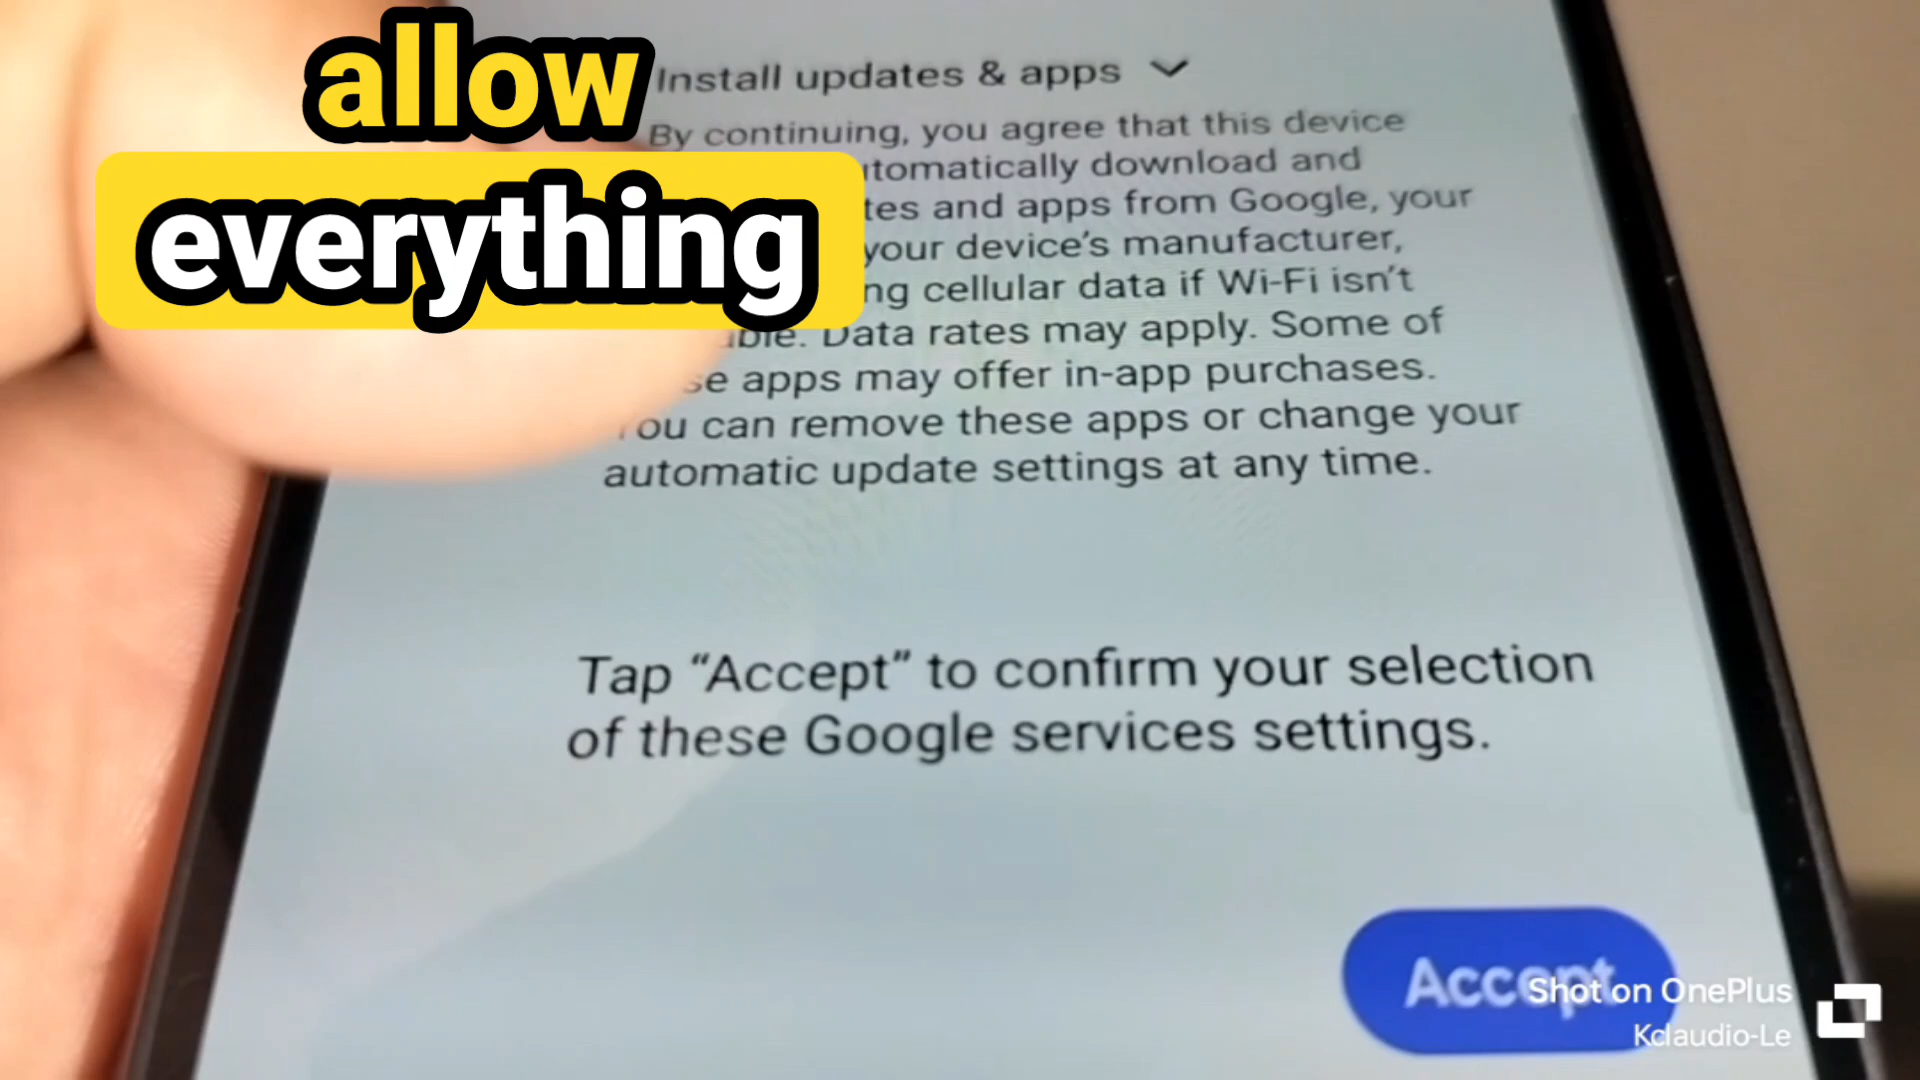 allow
everything
Install updates & apps
By continuing, you agree that this device
tomatically download and
tes and apps from Google, your
your device's manufacturer,
ng cellular data if Wi-Fi isn't
ble. Data rates may apply. Some of
se apps may offer in-app purchases.
You can remove these apps or change your
automatic update settings at any time.
Tap “Accept” to confirm your selection
of these Google services settings.
Accept
Shot on OnePlus
Kclaudio-Le